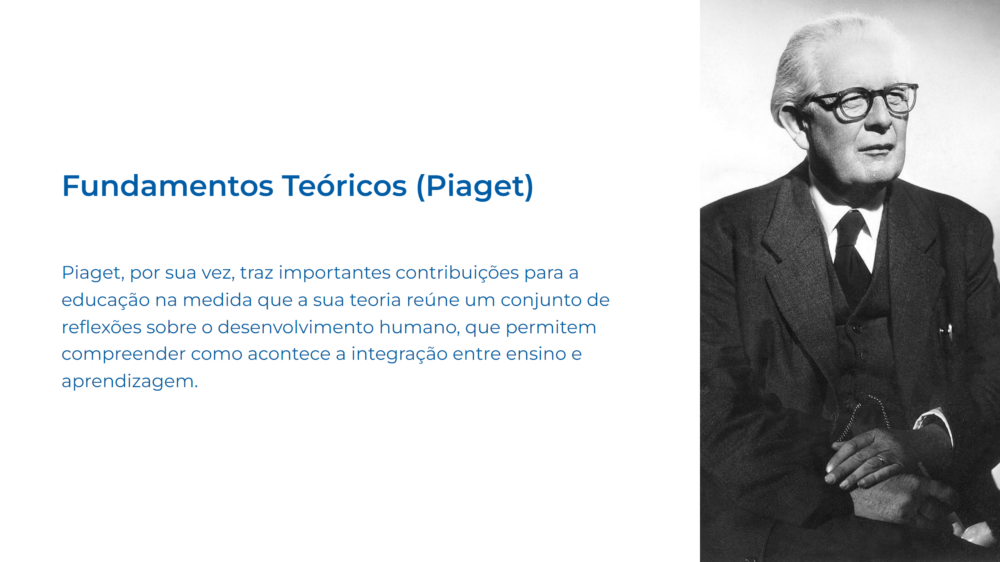 Fundamentos Teóricos (Piaget)
Piaget, por sua vez, traz importantes contribuições para a
educação na medida que a sua teoria reúne um conjunto de
reflexões sobre o desenvolvimento humano, que permitem
compreender como acontece a integração entre ensino e
aprendizagem.